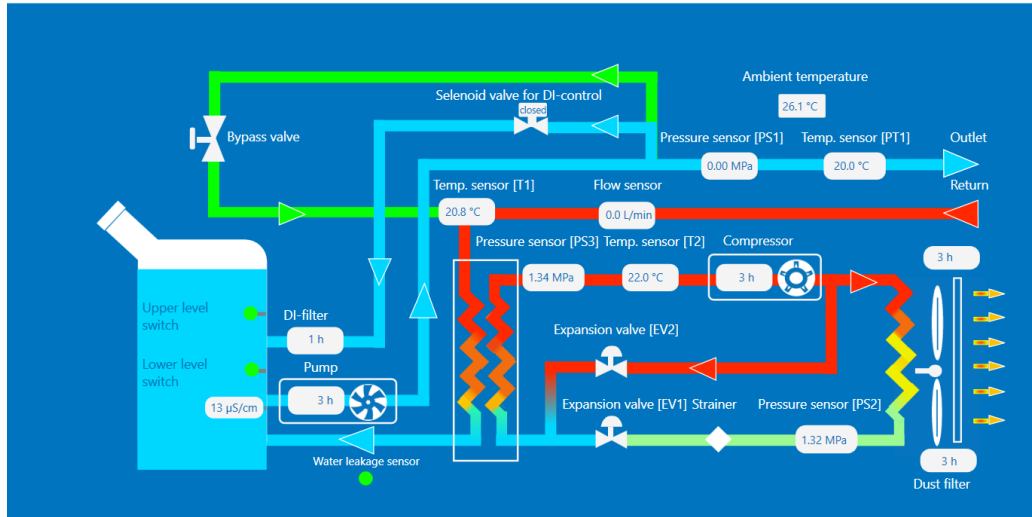 Ambient temperature
Selenoid valve for DI-control
26.1 °C
closed
Bypass valve
Pressure sensor [PS1]
Temp. sensor [PT1]
Outlet
0.00 MPa
20.0 °C
Temp. sensor [T1]
Flow sensor
Return
20.8 °C
0.0 L/min
Pressure sensor [PS3]
Temp. sensor [T2]
Compressor
3 h
1.34 MPa
22.0 °C
3 h
Upper level
switch
DI-filter
1 h
Expansion valve [EV2]
Lower level
switch
Pump
3 h
13 µS/cm
Expansion valve [EV1]
Strainer
Pressure sensor [PS2]
1.32 MPa
Water leakage sensor
3 h
Dust filter